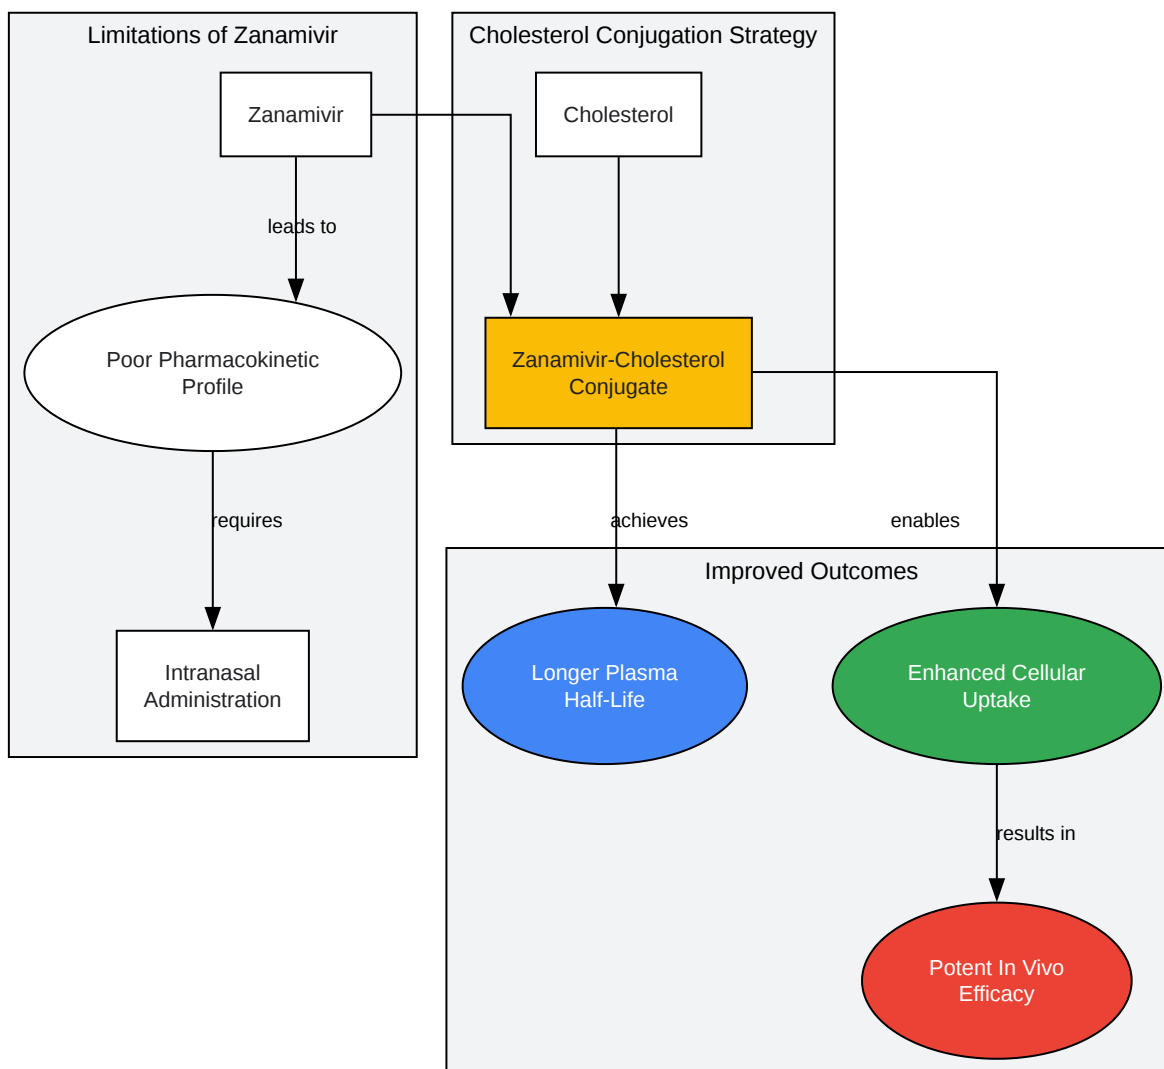 Limitations of Zanamivir
Zanamivir
leads to
Poor Pharmacokinetic
Profile
requires
Intranasal
Administration
Cholesterol Conjugation Strategy
Cholesterol
Zanamivir-Cholesterol
Conjugate
achieves
enables
Improved Outcomes
Longer Plasma
Half-Life
Enhanced Cellular
Uptake
results in
Potent In Vivo
Efficacy